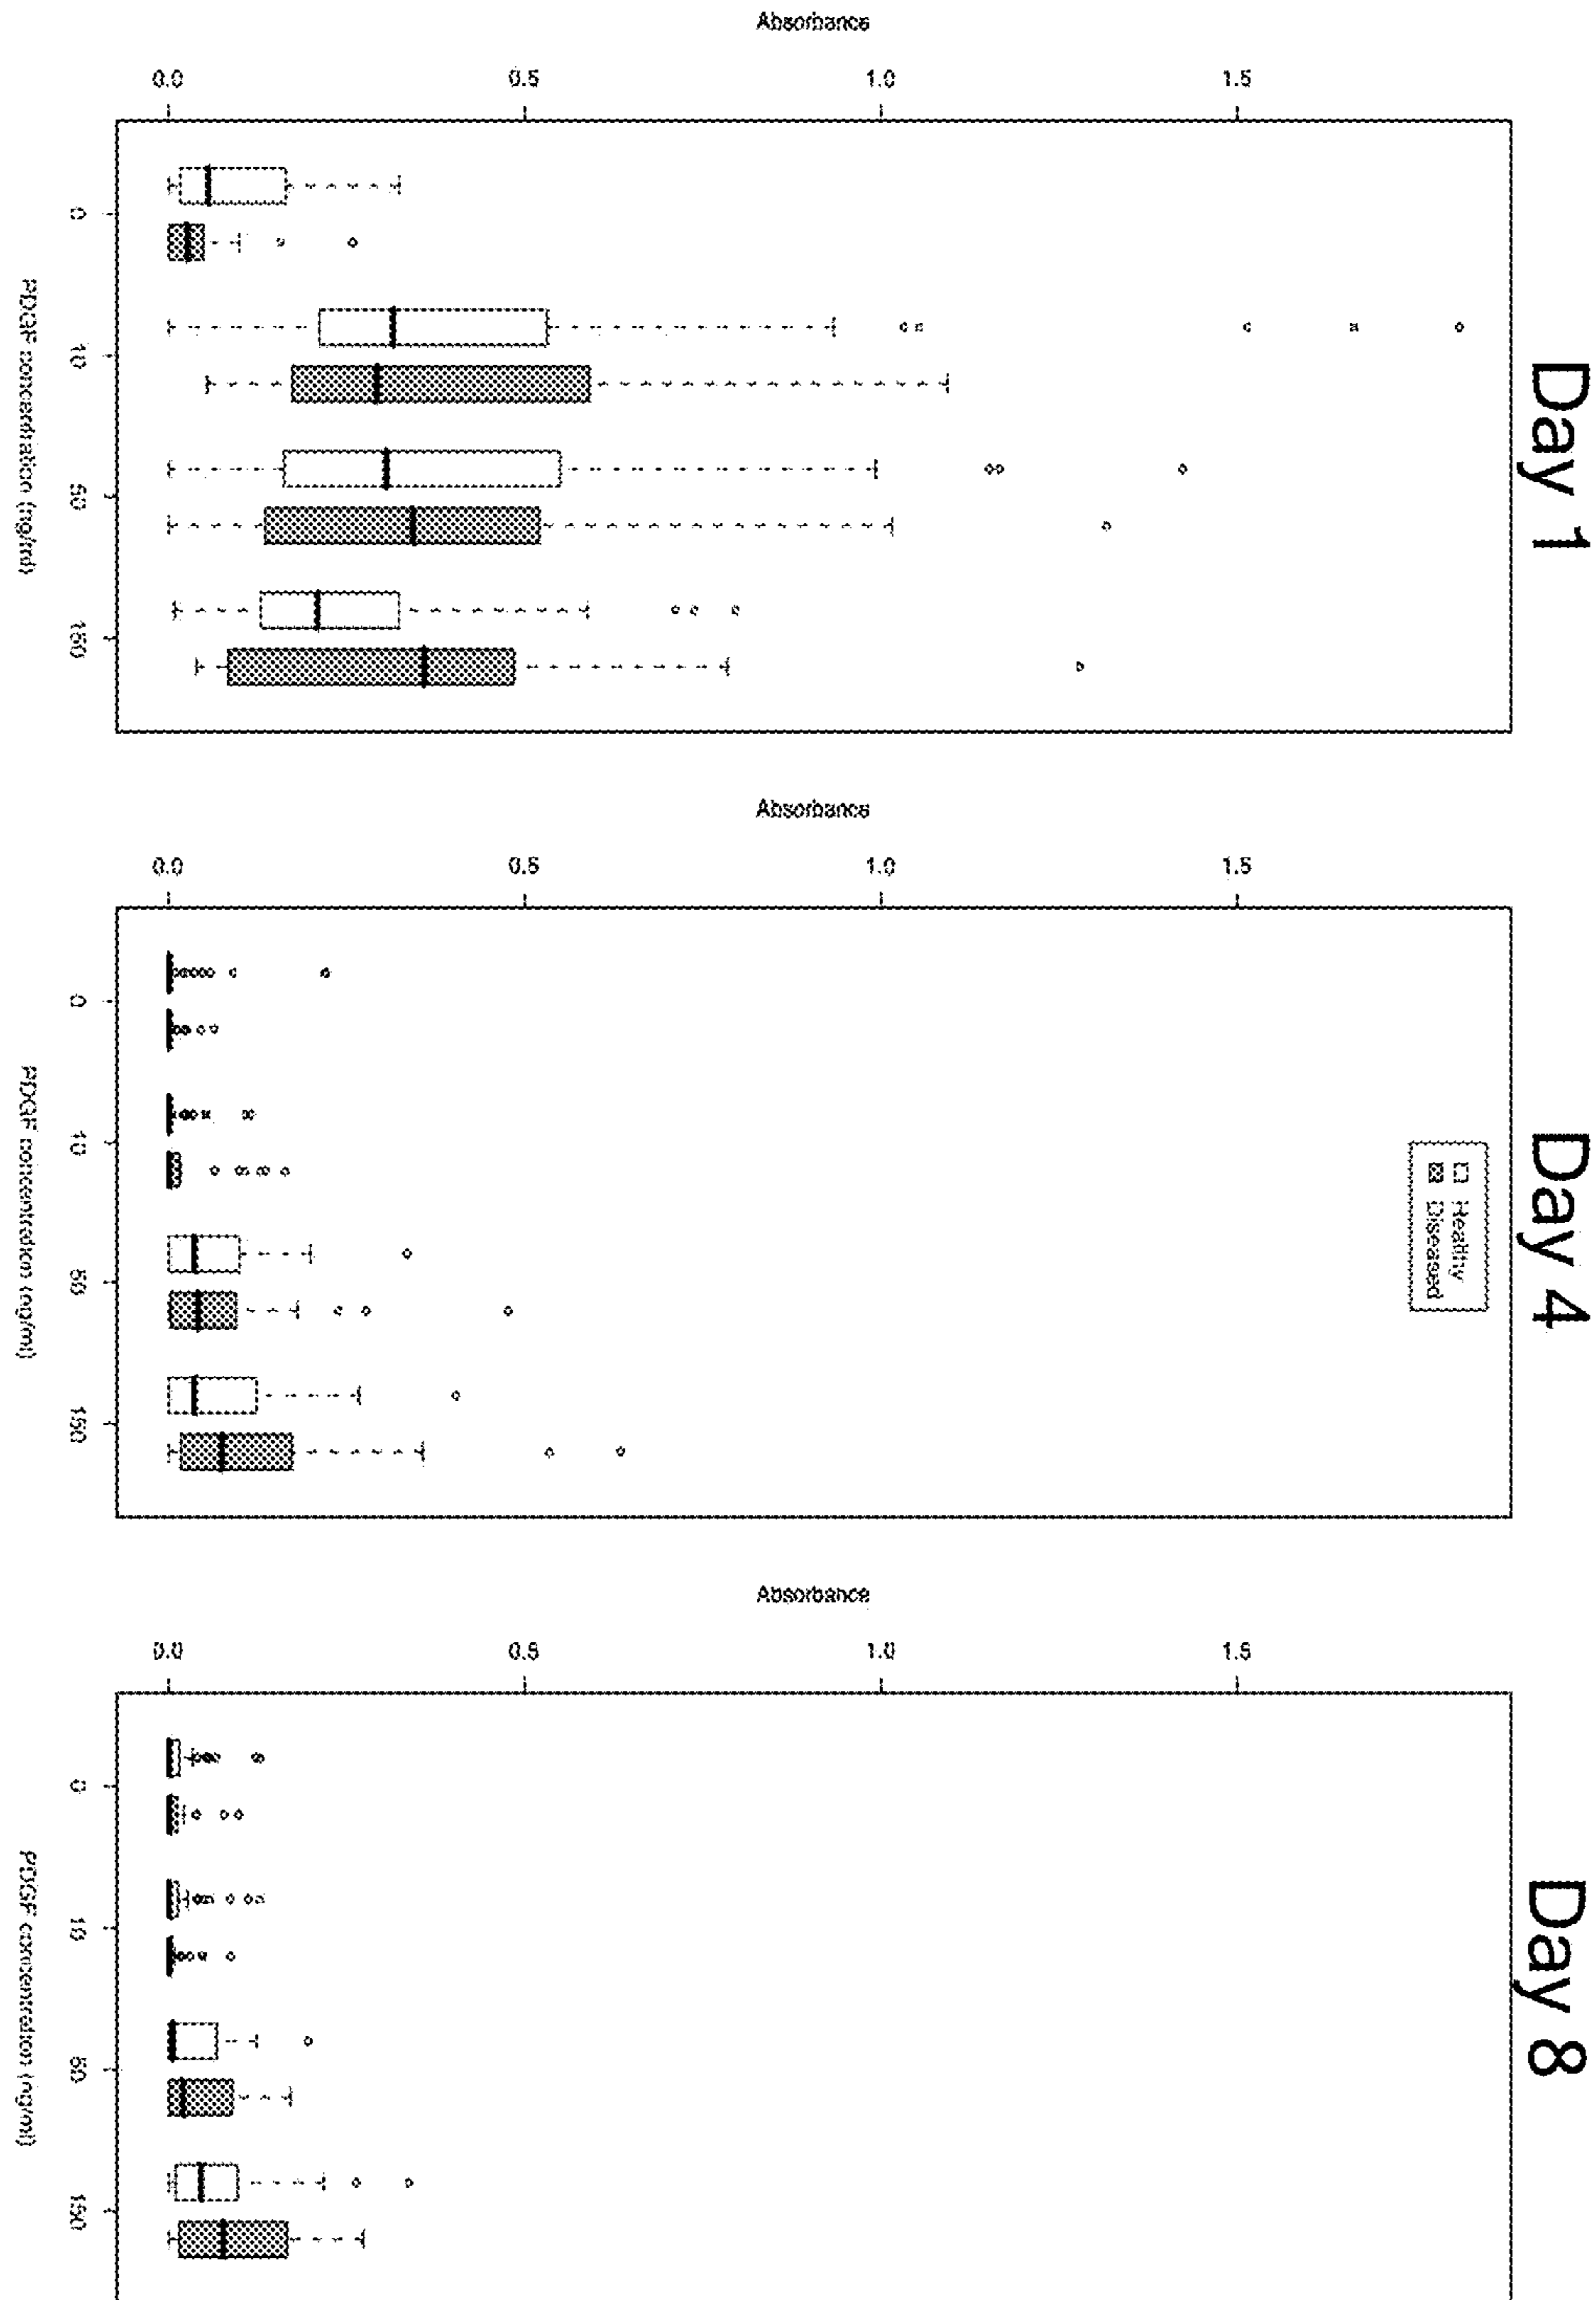 Day 1
Absorbance
0.0
0.5
1.0
1.5
0
10
50
150
PDGF concentration (ng/ml)
Day 4
Absorbance
0.0
0.5
1.0
1.5
Healthy
Diseased
0
10
50
150
PDGF concentration (ng/ml)
Day 8
Absorbance
0.0
0.5
1.0
1.5
0
10
50
150
PDGF concentration (ng/ml)